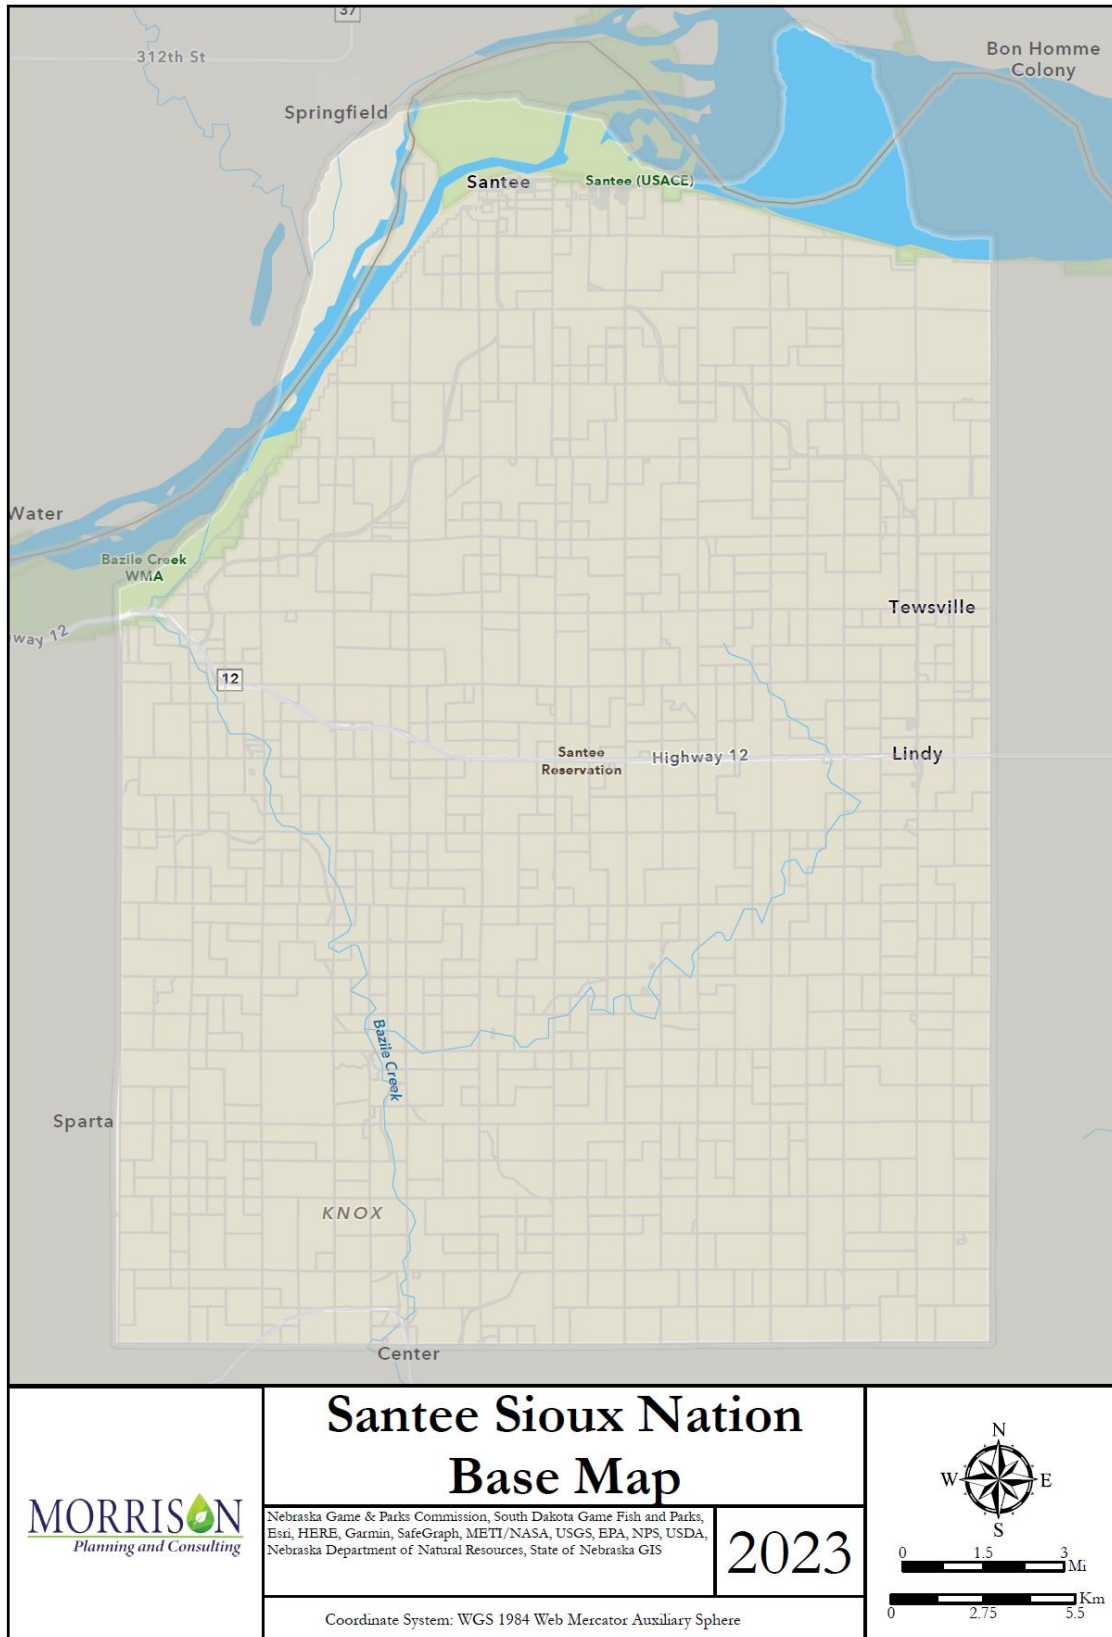 37
312th St
Bon Homme
Colony
Springfield
Santee
Santee (USACE)
Water
Bazile Creek
WMA
way 12
Tewsville
12
Santee
Reservation
Highway 12
Lindy
Bazile Creek
Sparta
KNOX
Center
MORRISON
Planning and Consulting
Santee Sioux Nation
Base Map
Nebraska Game & Parks Commission, South Dakota Game Fish and Parks,
Esri, HERE, Garmin, SafeGraph, METI/NASA, USGS, EPA, NPS, USDA,
Nebraska Department of Natural Resources, State of Nebraska GIS
2023
Coordinate System: WGS 1984 Web Mercator Auxiliary Sphere
N
W E
S
0 1.5 3
Mi
Km
0 2.75 5.5